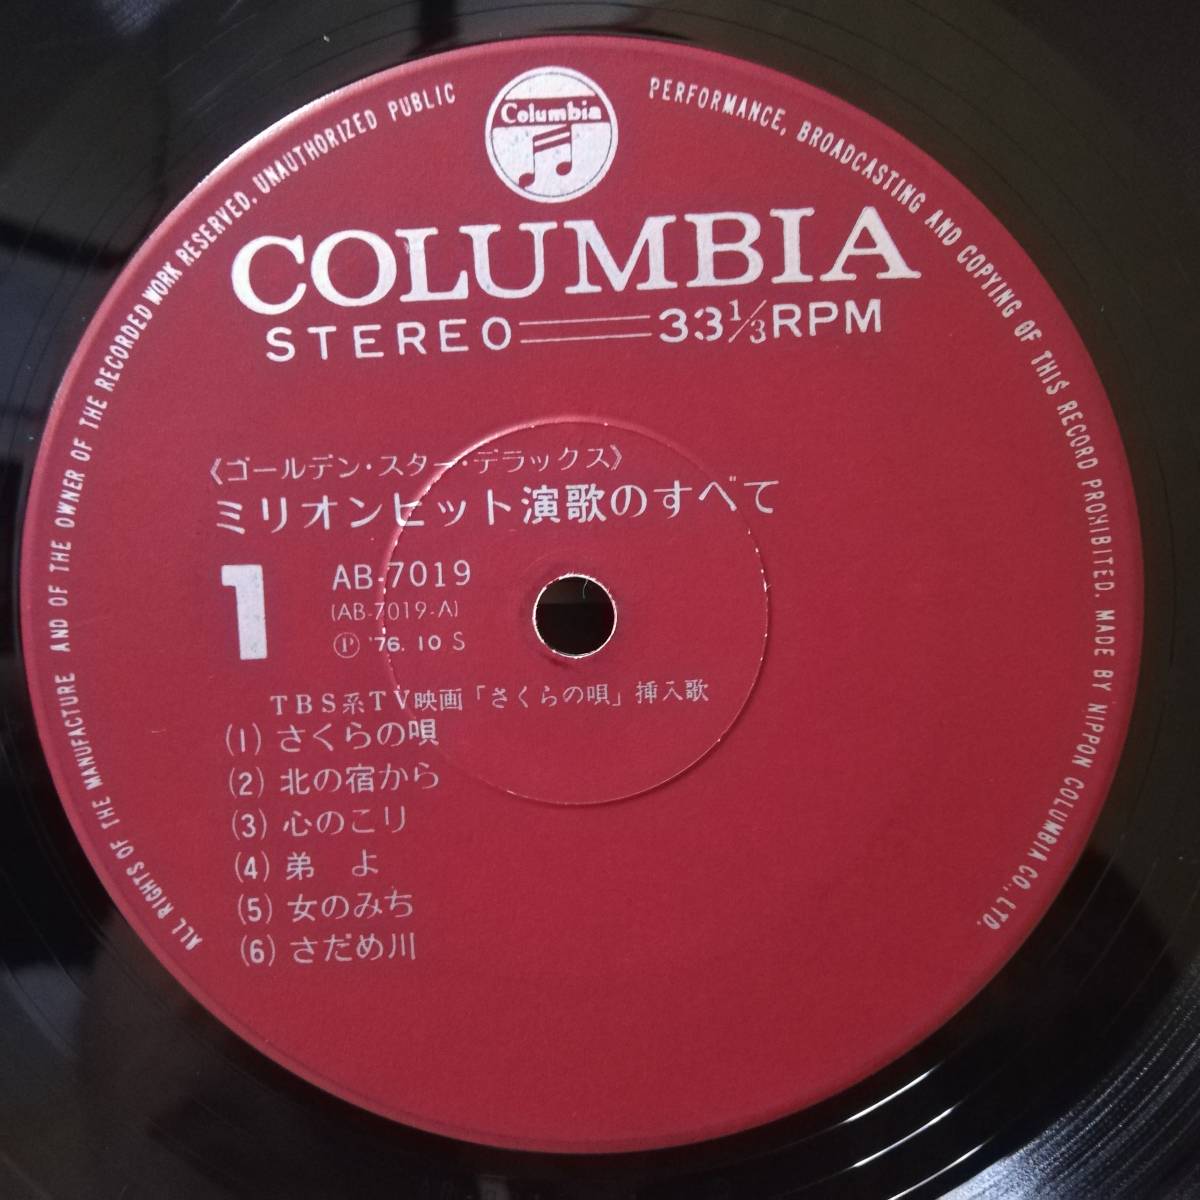 Columbia
ALL RIGHTS OF THE MANUFACTURE AND OF THE OWNER OF THE RECORDED WORK RESERVED. UNAUTHORIZED PUBLIC PERFORMANCE, BROADCASTING AND COPYING OF THIS RECORD PROHIBITED. MADE BY NIPPON COLUMBIA CO., LTD.
COLUMBIA
STEREO 33⅓RPM
《ゴールデン・スター・デラックス》
ミリオンヒット演歌のすべて
1 AB-7019
(AB-7019-A)
Ⓟ '76. 10 S
TBS系TV映画「さくらの唄」挿入歌
(1) さくらの唄
(2) 北の宿から
(3) 心のこり
(4) 弟 よ
(5) 女のみち
(6) さだめ川